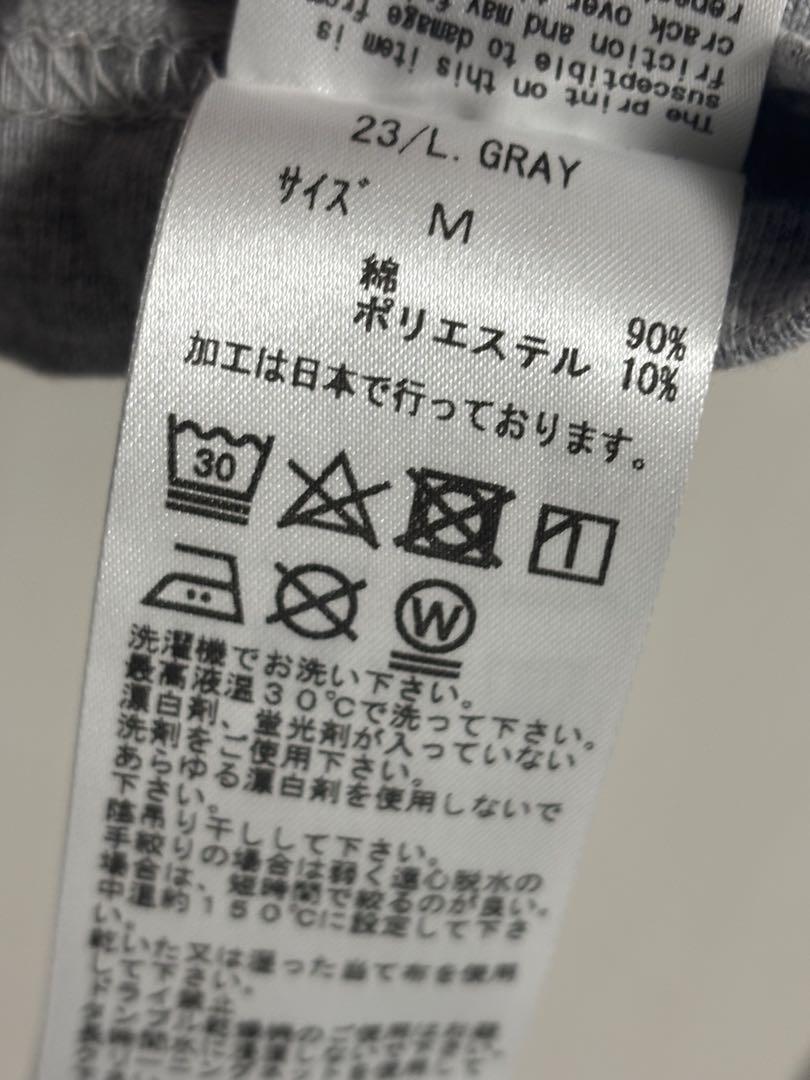 The print on this item is
susceptible to damage from
friction and may
crack over
23/L. GRAY
サイズ M
綿 90%
ポリエステル 10%
加工は日本で行っております。
30
W
洗濯機でお洗い下さい。
最高液温30℃で洗って下さい。
漂白剤、蛍光剤が入っていない
洗剤をご使用下さい。
あらゆる漂白剤を使用しないで
下さい。
陰吊り干しして下さい。
手絞りの場合は弱く遠心脱水の
場合は、短時間で絞るのが良い。
中温約150℃に設定して下さ
い。
乾いた又は湿った当て布を使用
して下さい。
ドライ禁止